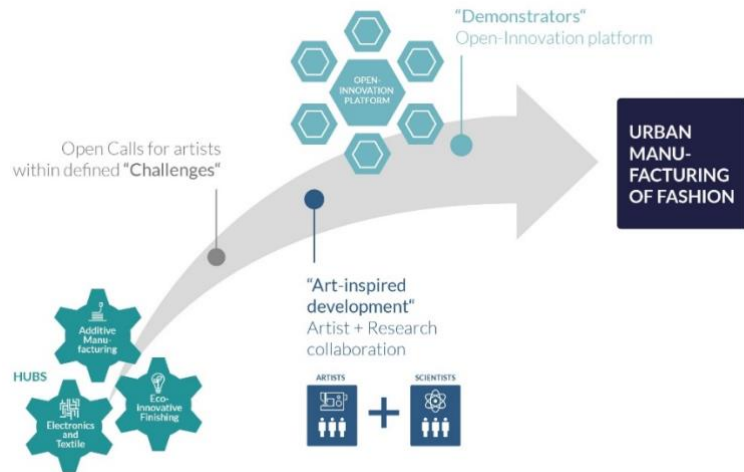 "Demonstrators"
Open-Innovation platform
OPEN-
INNOVATION
PLATFORM
URBAN
MANU-
FACTURING
OF FASHION
Open Calls for artists
within defined "Challenges"
"Art-inspired
development"
Artist + Research
collaboration
ARTISTS
SCIENTISTS
HUBS
Additive
Manu-
facturing
Eco-
Innovative
Finishing
Electronics
and
Textile